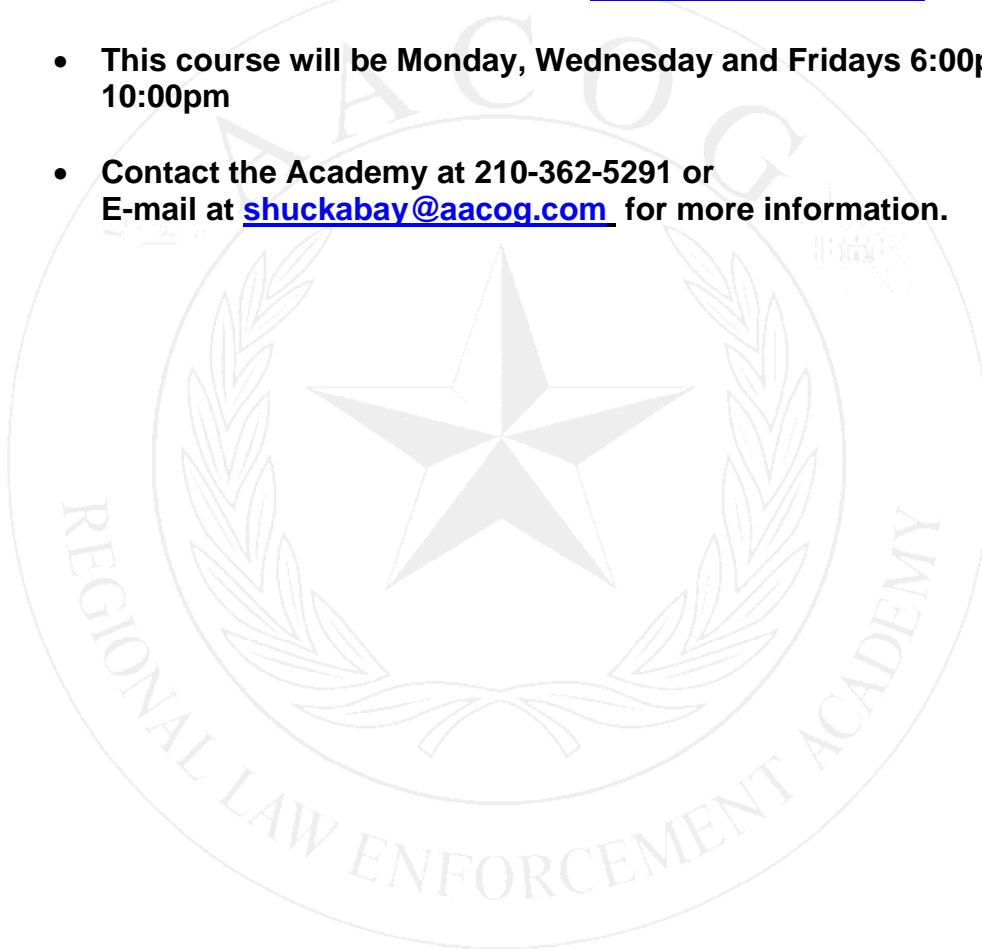 • This course will be Monday, Wednesday and Fridays 6:00p
10:00pm
• Contact the Academy at 210-362-5291 or
E-mail at shuckabay@aacog.com for more information.
AACOG
REGIONAL LAW ENFORCEMENT ACADEMY